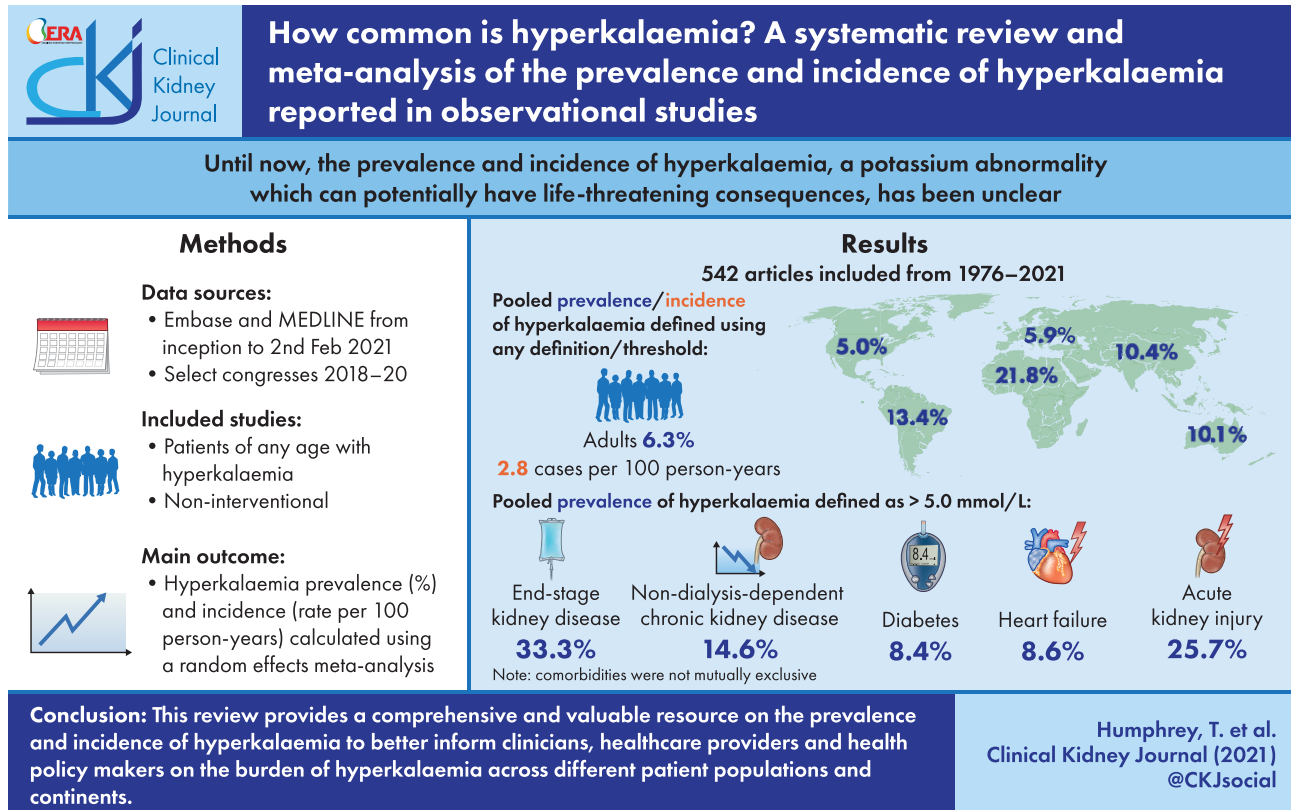 ERA
CKJ
Clinical
Kidney
Journal
How common is hyperkalaemia? A systematic review and
meta-analysis of the prevalence and incidence of hyperkalaemia
reported in observational studies
Until now, the prevalence and incidence of hyperkalaemia, a potassium abnormality
which can potentially have life-threatening consequences, has been unclear
Methods
Data sources:
• Embase and MEDLINE from
inception to 2nd Feb 2021
• Select congresses 2018–20
Included studies:
• Patients of any age with
hyperkalaemia
• Non-interventional
Main outcome:
• Hyperkalaemia prevalence (%)
and incidence (rate per 100
person-years) calculated using
a random effects meta-analysis
Results
542 articles included from 1976–2021
Pooled prevalence/incidence
of hyperkalaemia defined using
any definition/threshold:
Adults 6.3%
2.8 cases per 100 person-years
5.0%
5.9%
10.4%
21.8%
13.4%
10.1%
Pooled prevalence of hyperkalaemia defined as > 5.0 mmol/L:
End-stage
kidney disease
33.3%
Non-dialysis-dependent
chronic kidney disease
14.6%
8.4
Diabetes
8.4%
Heart failure
8.6%
Acute
kidney injury
25.7%
Note: comorbidities were not mutually exclusive
Conclusion: This review provides a comprehensive and valuable resource on the prevalence
and incidence of hyperkalaemia to better inform clinicians, healthcare providers and health
policy makers on the burden of hyperkalaemia across different patient populations and
continents.
Humphrey, T. et al.
Clinical Kidney Journal (2021)
@CKJsocial